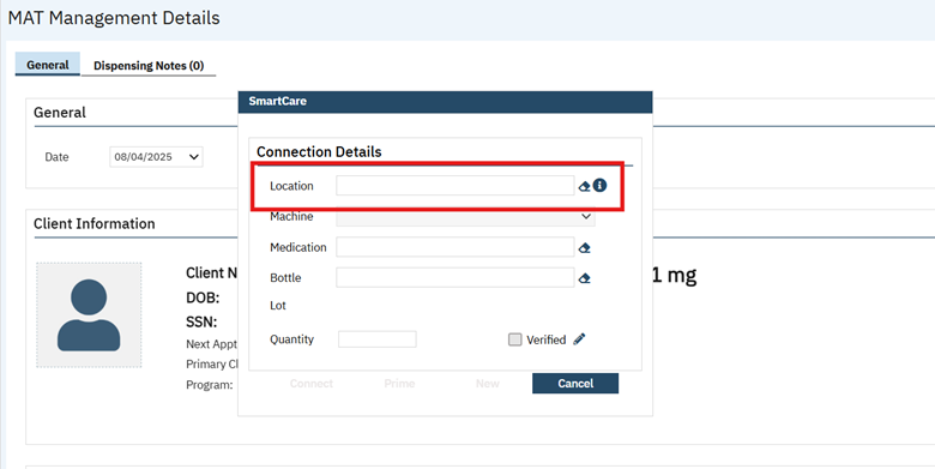 MAT Management Details
General
Dispensing Notes (0)
SmartCare
General
Date
08/04/2025
Connection Details
Location
Machine
Client Information
Medication
Client N
1 mg
Bottle
DOB:
Lot
SSN:
Quantity
Verified
Next Appt
Primary Cl
Program:
Connect
Prime
New
Cancel